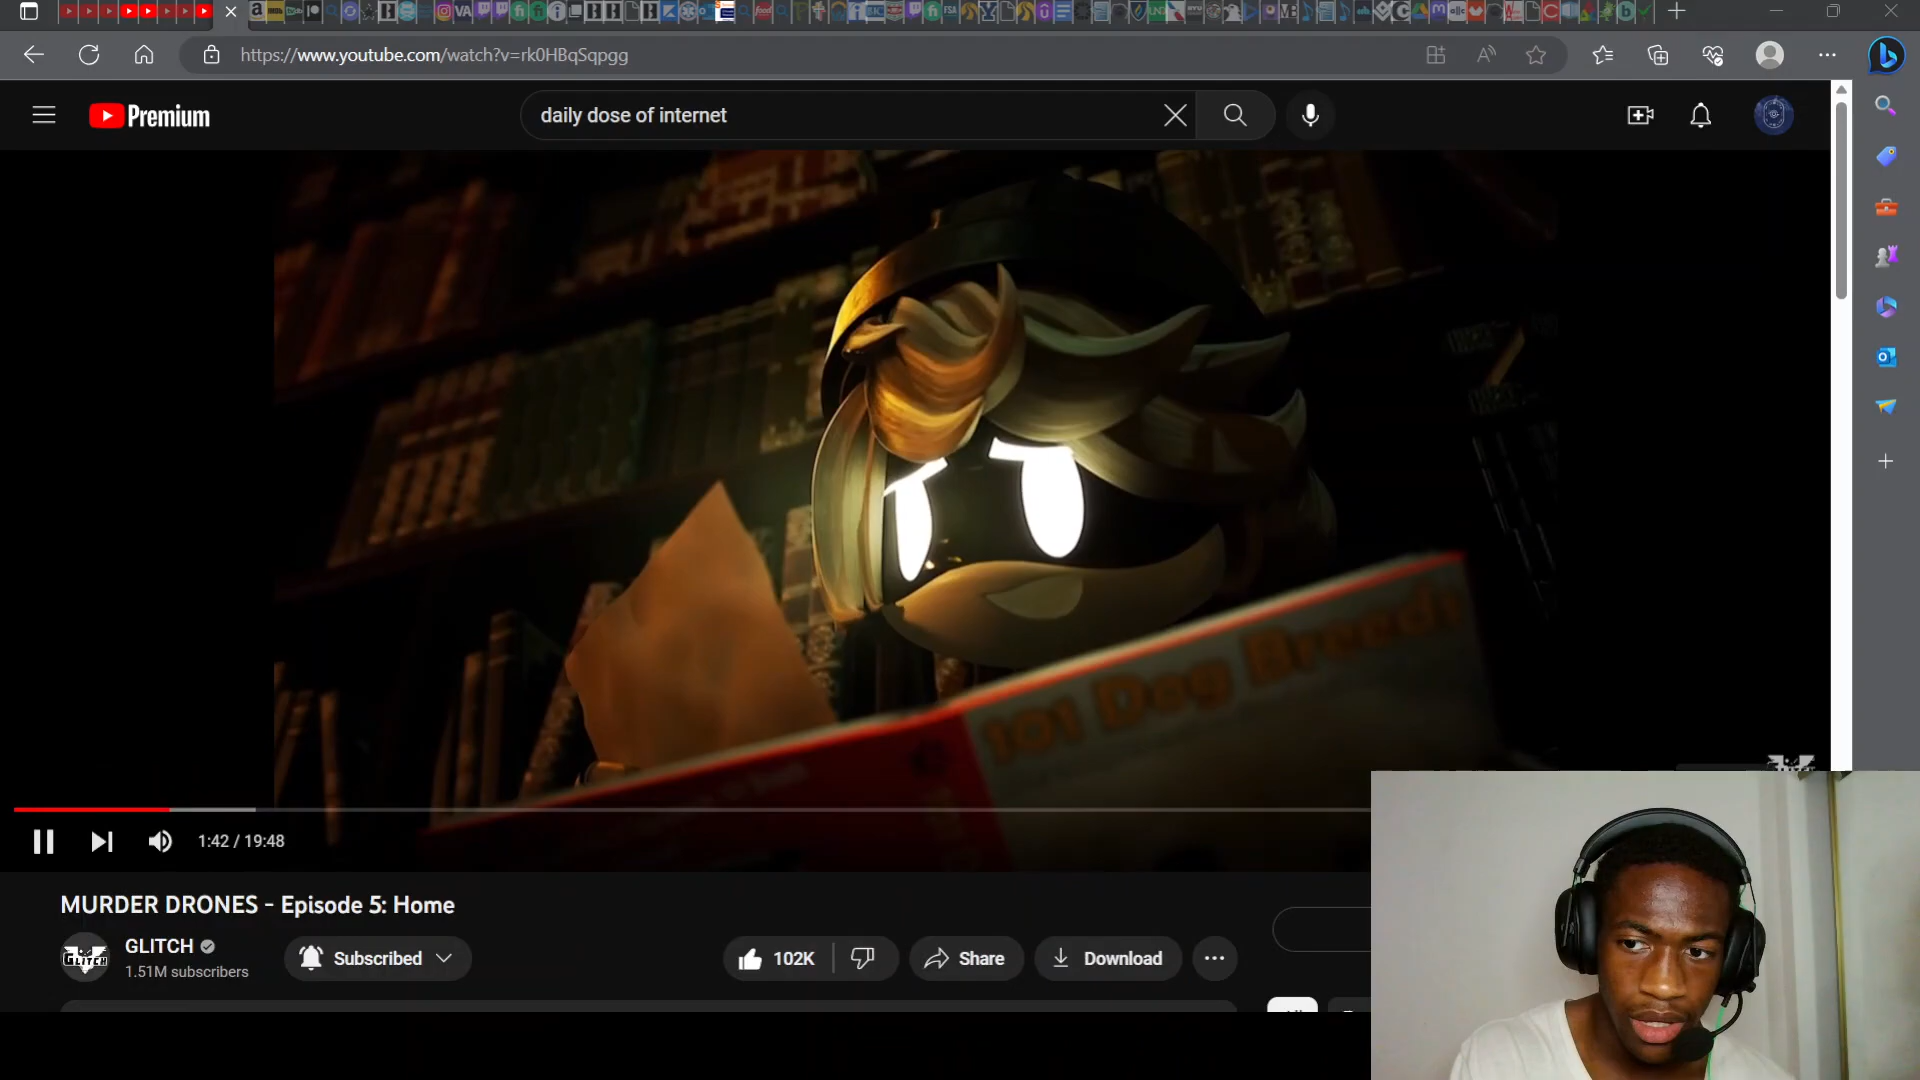 https://www.youtube.com/watch?v=rk0HBqSqpgg
Premium
daily dose of internet
101 Dog Breeds
1:42 / 19:48
MURDER DRONES - Episode 5: Home
GLITCH
GLITCH
1.51M subscribers
Subscribed
102K
Share
Download